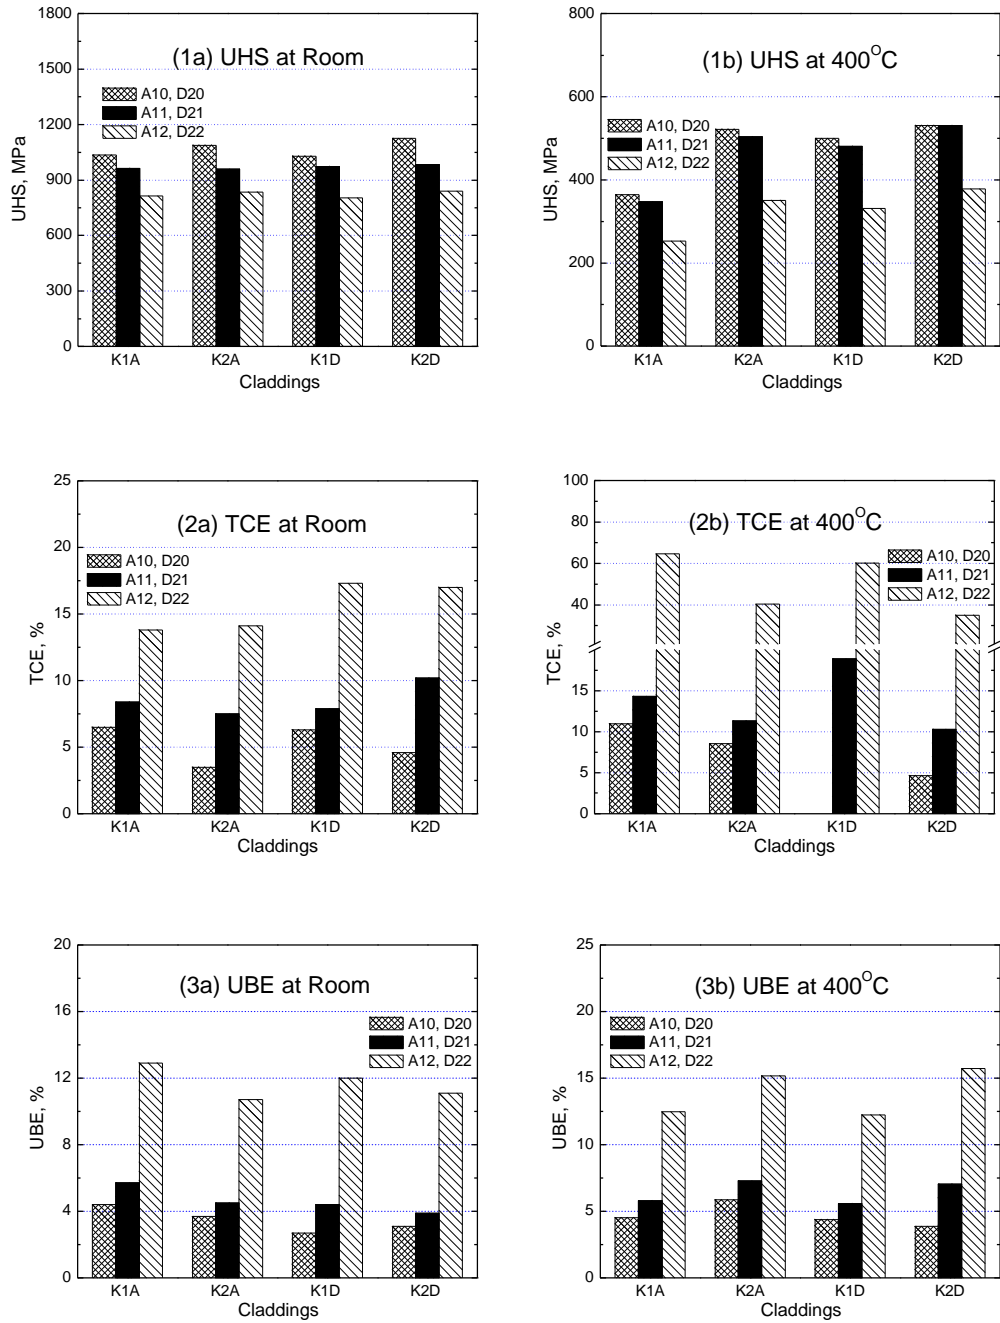 (1a) UHS at Room
A10, D20
A11, D21
A12, D22
UHS, MPa
1800
1500
1200
900
600
300
0
K1A K2A K1D K2D
Claddings
(1b) UHS at 400°C
A10, D20
A11, D21
A12, D22
UHS, MPa
800
600
400
200
0
K1A K2A K1D K2D
Claddings
(2a) TCE at Room
A10, D20
A11, D21
A12, D22
TCE, %
25
20
15
10
5
0
K1A K2A K1D K2D
Claddings
(2b) TCE at 400°C
A10, D20
A11, D21
A12, D22
TCE, %
100
80
60
40
15
10
5
0
K1A K2A K1D K2D
Claddings
(3a) UBE at Room
A10, D20
A11, D21
A12, D22
UBE, %
20
16
12
8
4
0
K1A K2A K1D K2D
Claddings
(3b) UBE at 400°C
A10, D20
A11, D21
A12, D22
UBE, %
25
20
15
10
5
0
K1A K2A K1D K2D
Claddings